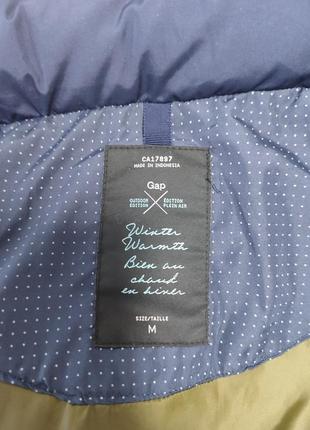 CA17897
MADE IN INDONESIA
Gap
OUTDOOR EDITION
ÉDITION PLEIN AIR
Winter
Warmth
Bien au
chaud
en hiver
SIZE/TAILLE
M